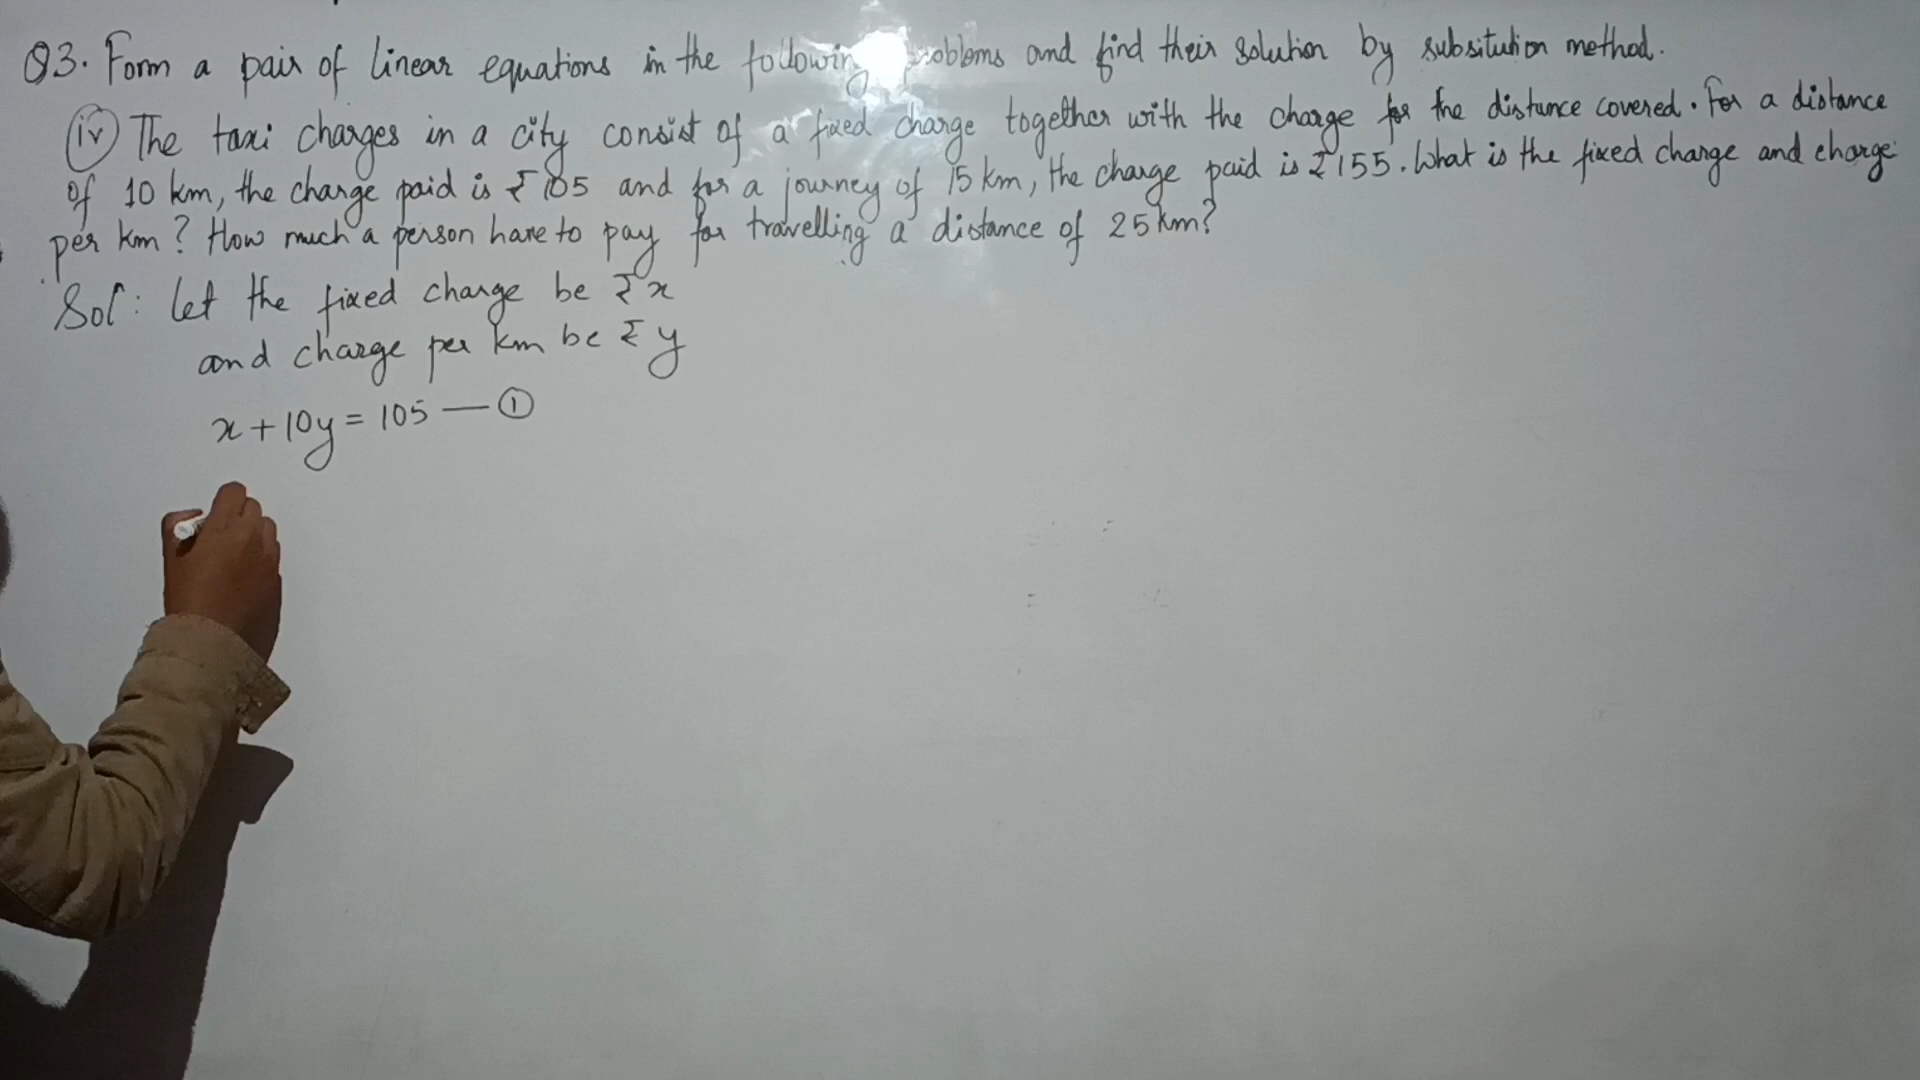 Q3. Form a pair of linear equations in the following problems and find their solution by subsitution method.
(iv) The taxi charges in a city consist of a fixed charge together with the charge for the distance covered. For a distance
of 10 km, the charge paid is ₹105 and for a journey of 15 km, the charge paid is ₹155. What is the fixed charge and charge
per km? How much a person have to pay for travelling a distance of 25 km?
Sol: let the fixed charge be ₹x
and charge per km be ₹y
x + 10y = 105 — ①